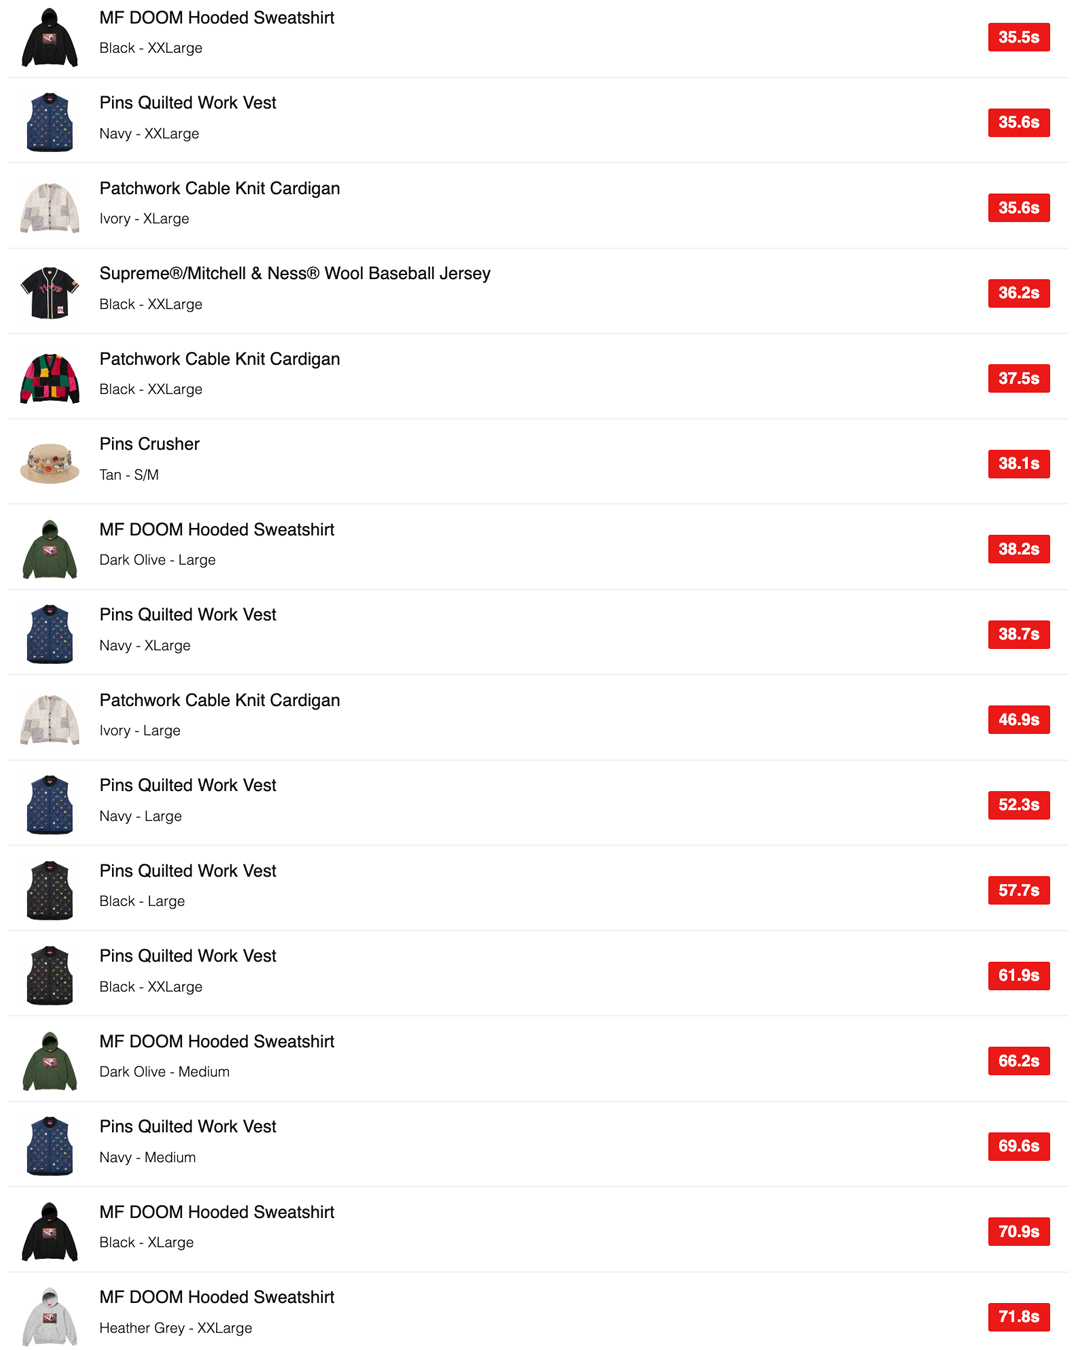 MF DOOM Hooded Sweatshirt
Black - XXLarge
35.5s
Pins Quilted Work Vest
Navy - XXLarge
35.6s
Patchwork Cable Knit Cardigan
Ivory - XLarge
35.6s
Supreme®/Mitchell & Ness® Wool Baseball Jersey
Black - XXLarge
36.2s
Patchwork Cable Knit Cardigan
Black - XXLarge
37.5s
Pins Crusher
Tan - S/M
38.1s
MF DOOM Hooded Sweatshirt
Dark Olive - Large
38.2s
Pins Quilted Work Vest
Navy - XLarge
38.7s
Patchwork Cable Knit Cardigan
Ivory - Large
46.9s
Pins Quilted Work Vest
Navy - Large
52.3s
Pins Quilted Work Vest
Black - Large
57.7s
Pins Quilted Work Vest
Black - XXLarge
61.9s
MF DOOM Hooded Sweatshirt
Dark Olive - Medium
66.2s
Pins Quilted Work Vest
Navy - Medium
69.6s
MF DOOM Hooded Sweatshirt
Black - XLarge
70.9s
MF DOOM Hooded Sweatshirt
Heather Grey - XXLarge
71.8s